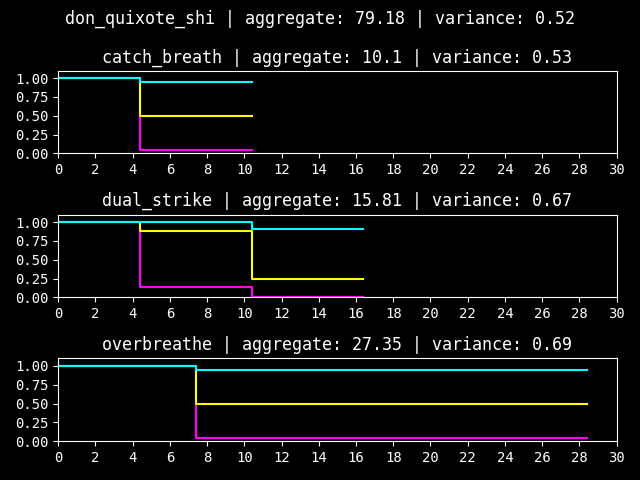 don_quixote_shi | aggregate: 79.18 | variance: 0.52
catch_breath | aggregate: 10.1 | variance: 0.53
1.00
0.75
0.50
0.25
0.00
0 2 4 6 8 10 12 14 16 18 20 22 24 26 28 30
dual_strike | aggregate: 15.81 | variance: 0.67
1.00
0.75
0.50
0.25
0.00
0 2 4 6 8 10 12 14 16 18 20 22 24 26 28 30
overbreathe | aggregate: 27.35 | variance: 0.69
1.00
0.75
0.50
0.25
0.00
0 2 4 6 8 10 12 14 16 18 20 22 24 26 28 30